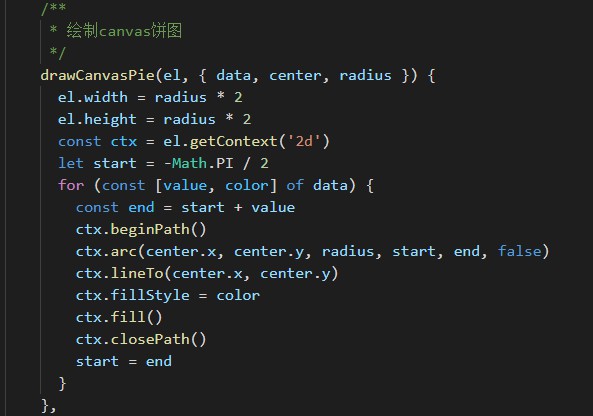 /**
 * 绘制canvas饼图
 */
drawCanvasPie(el, { data, center, radius }) {
  el.width = radius * 2
  el.height = radius * 2
  const ctx = el.getContext('2d')
  let start = -Math.PI / 2
  for (const [value, color] of data) {
    const end = start + value
    ctx.beginPath()
    ctx.arc(center.x, center.y, radius, start, end, false)
    ctx.lineTo(center.x, center.y)
    ctx.fillStyle = color
    ctx.fill()
    ctx.closePath()
    start = end
  }
},